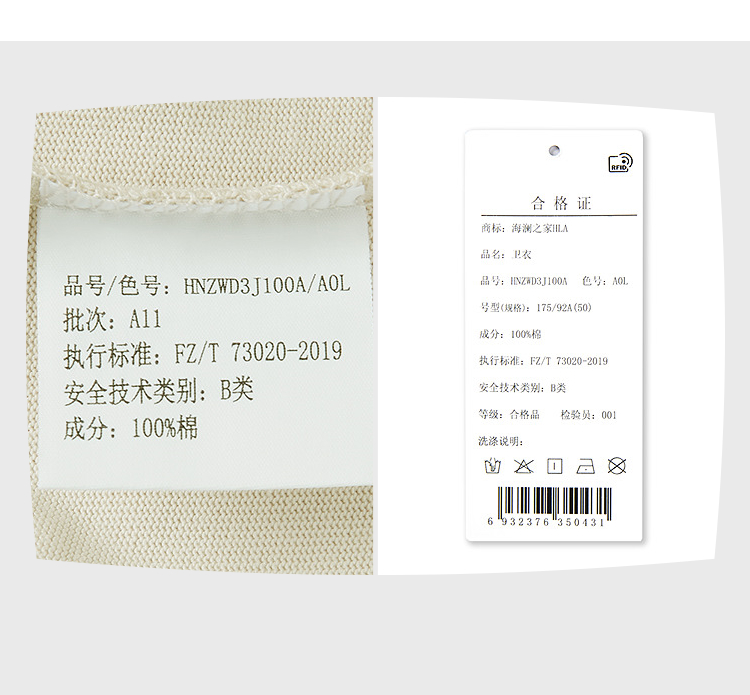 品号/色号：HNZWD3J100A/A0L
批次：A11
执行标准：FZ/T 73020-2019
安全技术类别：B类
成分：100%棉
RFID
合格证
商标：海澜之家HLA
品名：卫衣
品号：HNZWD3J100A 色号：A0L
号型(规格)：175/92A(50)
成分：100%棉
执行标准：FZ/T 73020-2019
安全技术类别：B类
等级：合格品 检验员：001
洗涤说明：
6 932376 350431